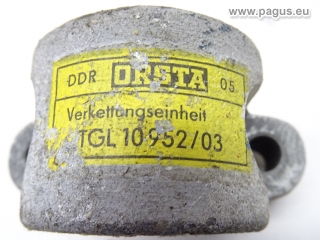 © www.pagus.eu
DDR ORSTA 05
Verkettungseinheit
TGL 10952/03